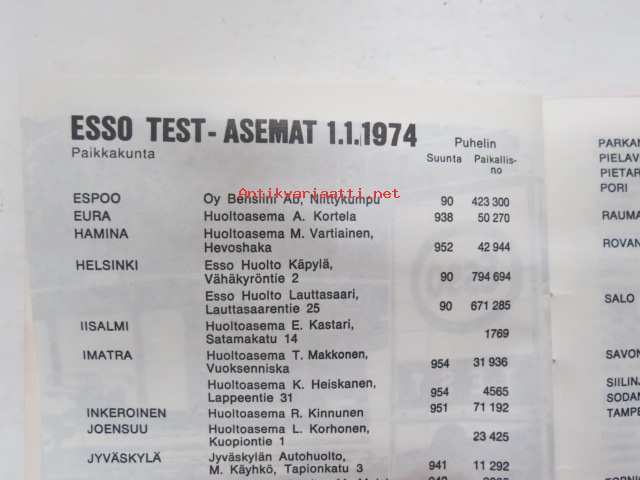 ESSO TEST - ASEMAT 1.1.1974
Paikkakunta
Puhelin
Suunta Paikallis-
no
Antikvariaatti.net
ESPOO Oy Bensiini Ab, Niittykumpu 90 423 300
EURA Huoltoasema A. Kortela 938 50 270
HAMINA Huoltoasema M. Vartiainen,
Hevoshaka 952 42 944
HELSINKI Esso Huolto Käpylä,
Vähäkyröntie 2 90 794 694
Esso Huolto Lauttasaari,
Lauttasaarentie 25 90 671 285
IISALMI Huoltoasema E. Kastari,
Satamakatu 14 1769
IMATRA Huoltoasema T. Makkonen,
Vuoksenniska 954 31 936
Huoltoasema K. Heiskanen,
Lappeentie 31 954 4565
INKEROINEN Huoltoasema R. Kinnunen 951 71 192
JOENSUU Huoltoasema L. Korhonen,
Kuopiontie 1 23 425
JYVÄSKYLÄ Jyväskylän Autohuolto,
M. Käyhkö, Tapionkatu 3 941 11 292
PARKAN
PIELAV
PIETAR
PORI
RAUMA
ROVAN
SALO
SAVON
SIILINJ
SODAN
TAMPE